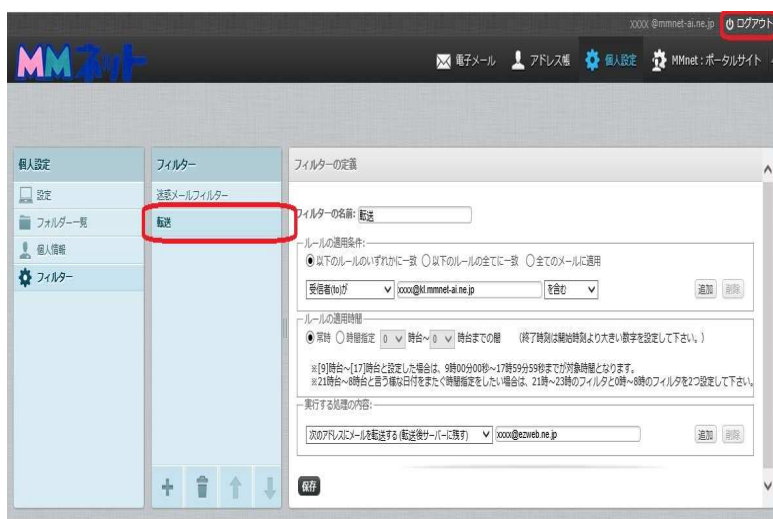 xxxx @mmnet-ai.ne.jp ログアウト
MMネット
電子メール アドレス帳 個人設定 MMnet:ポータルサイト
個人設定
設定
フォルダー一覧
個人情報
フィルター
フィルター
迷惑メールフィルター
転送
フィルターの定義
フィルターの名前: 転送
ルールの適用条件:
以下のルールのいずれかに一致 以下のルールの全てに一致 全てのメールに適用
受信者(to)が xxxx@kl.mmnet-ai.ne.jp を含む 追加 削除
ルールの適用時間
常時 時間指定 0 時台~ 0 時台までの間 (終了時刻は開始時刻より大きい数字を設定して下さい。)
※[9]時台~[17]時台と設定した場合は、9時00分00秒~17時59分59秒までが対象時間となります。
※21時台~8時台と言う様な日付をまたぐ時間指定をしたい場合は、21時~23時のフィルタと0時~8時のフィルタを2つ設定して下さい。
実行する処理の内容:
次のアドレスにメールを転送する(転送後サーバーに残す) xxxx@ezweb.ne.jp 追加 削除
保存